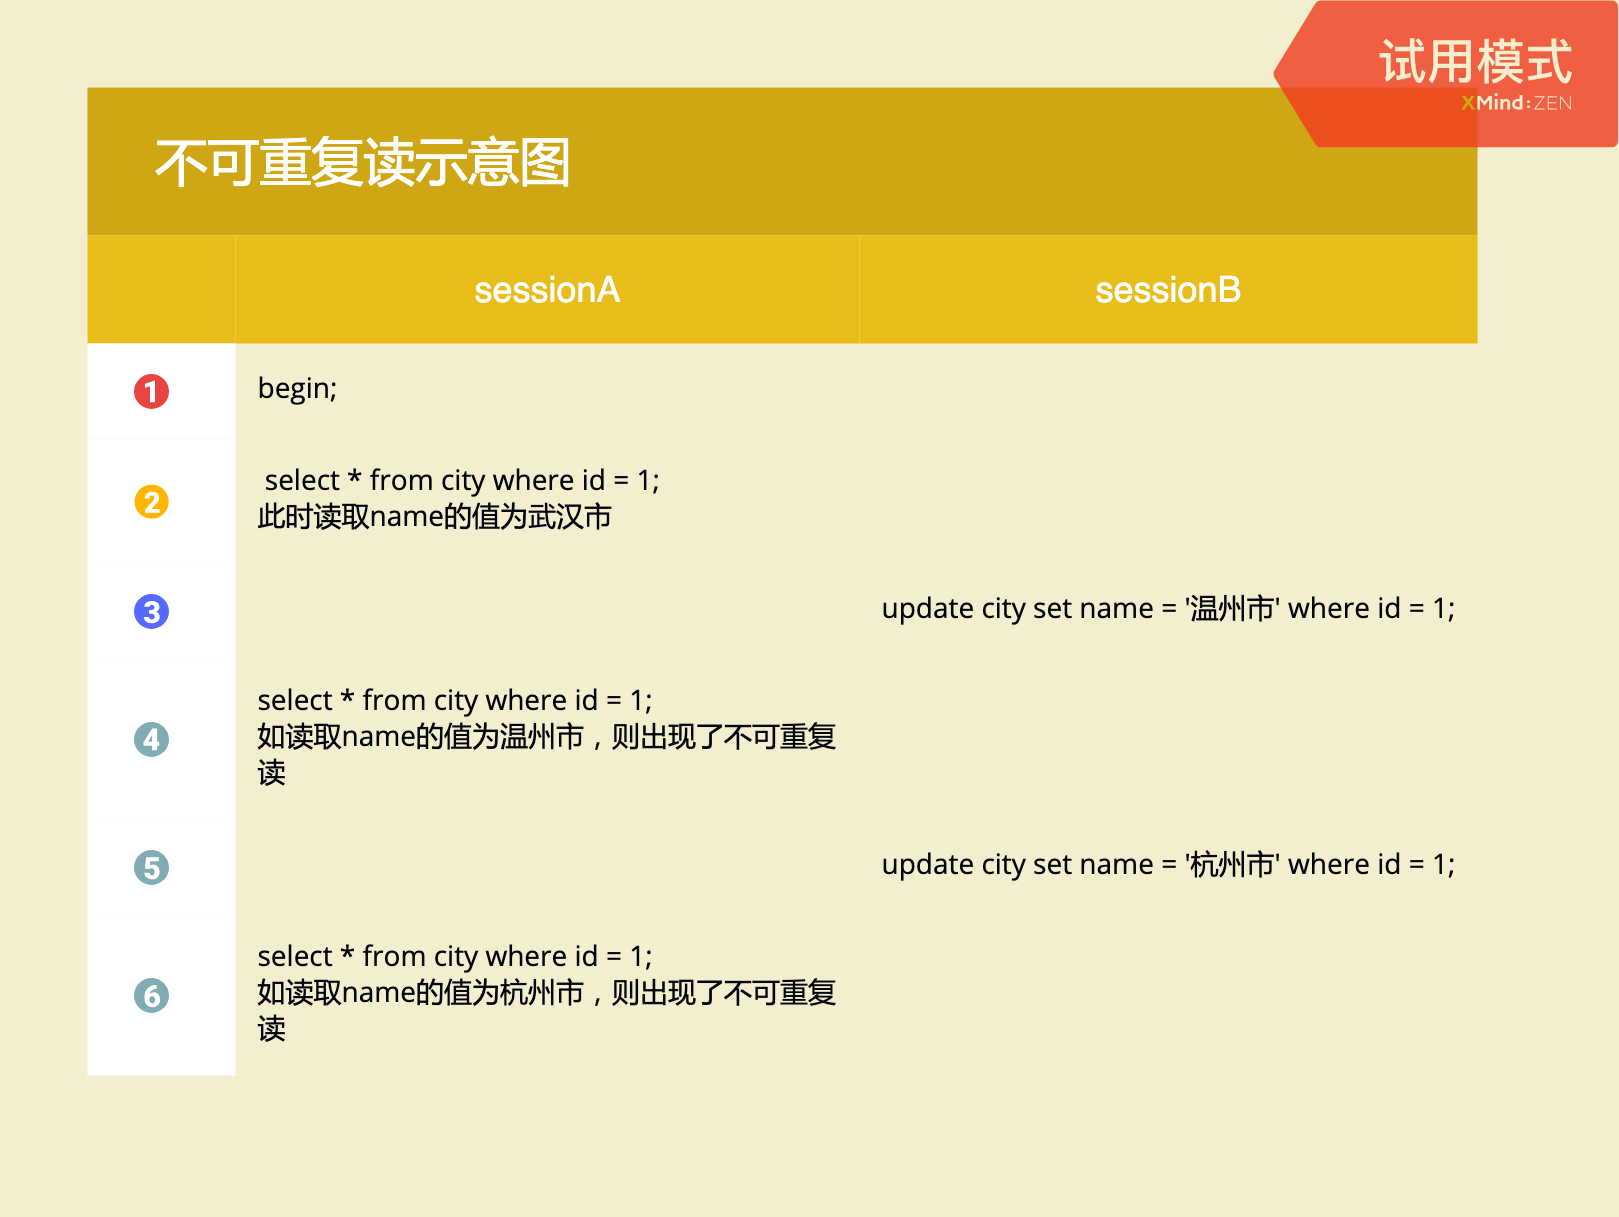 试用模式
XMind:ZEN
不可重复读示意图
sessionA
sessionB
1
begin;
2
select * from city where id = 1;
此时读取name的值为武汉市
3
update city set name = '温州市' where id = 1;
4
select * from city where id = 1;
如读取name的值为温州市，则出现了不可重复
读
5
update city set name = '杭州市' where id = 1;
6
select * from city where id = 1;
如读取name的值为杭州市，则出现了不可重复
读